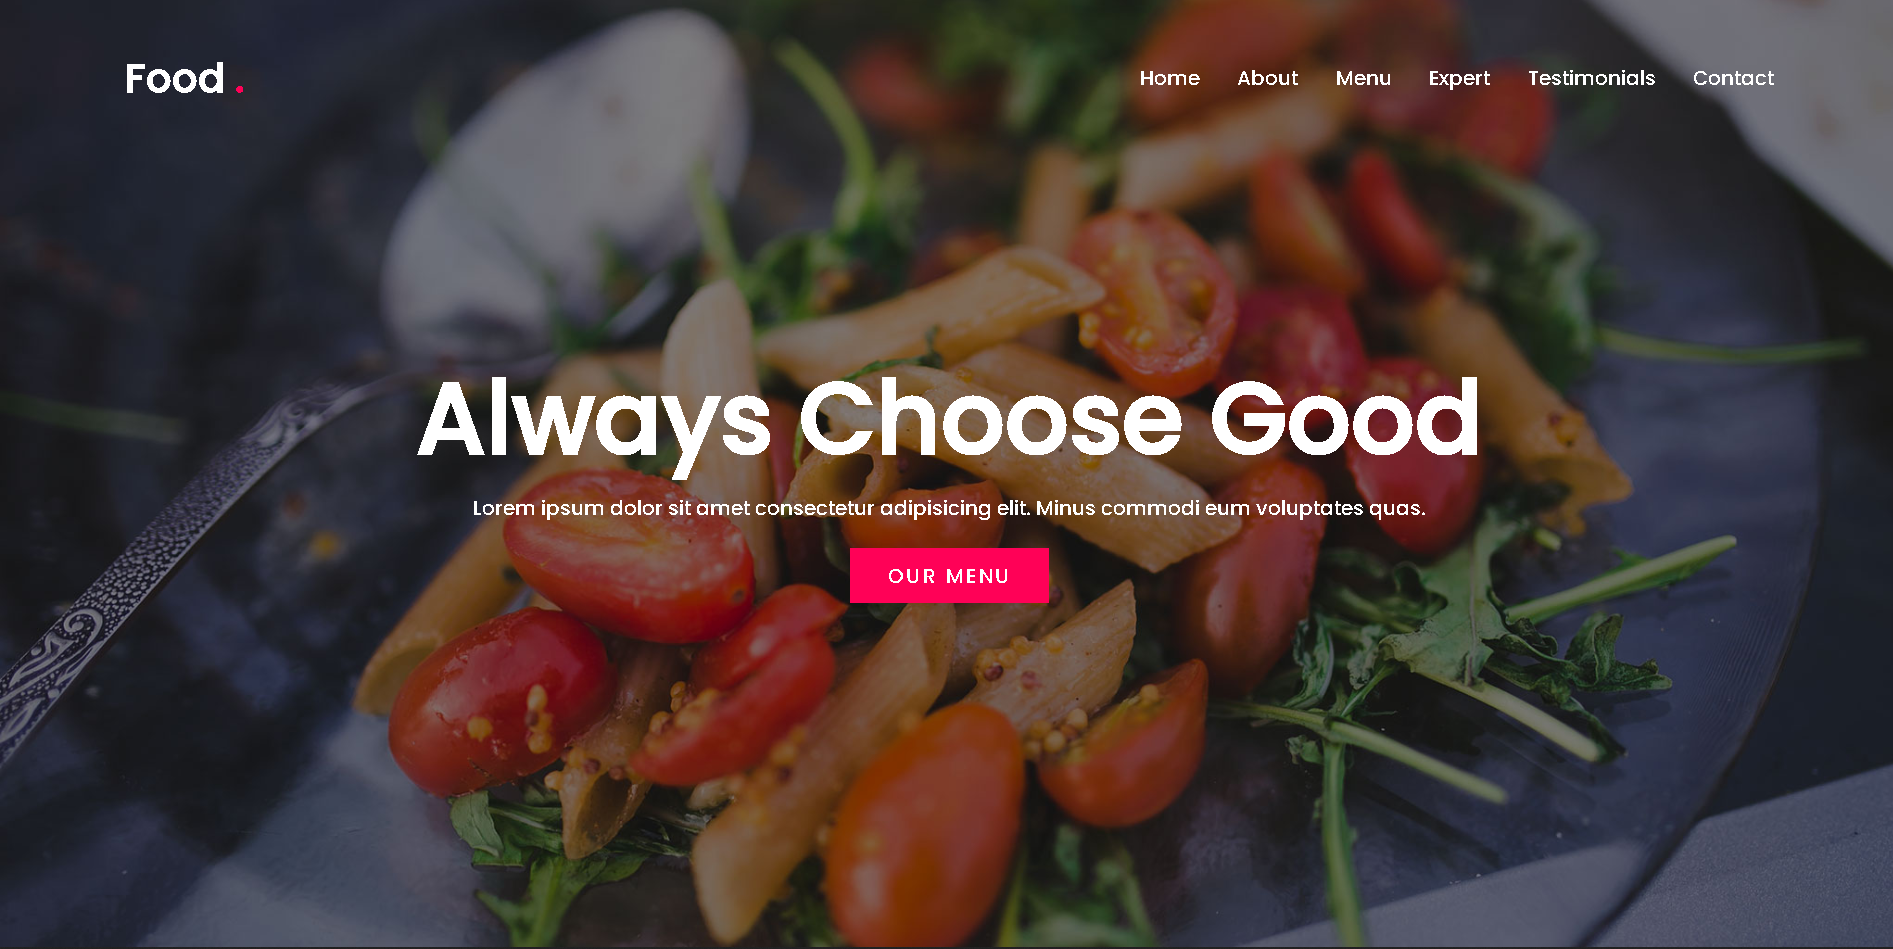 Food .
Home About Menu Expert Testimonials Contact
Always Choose Good
Lorem ipsum dolor sit amet consectetur adipisicing elit. Minus commodi eum voluptates quas.
OUR MENU